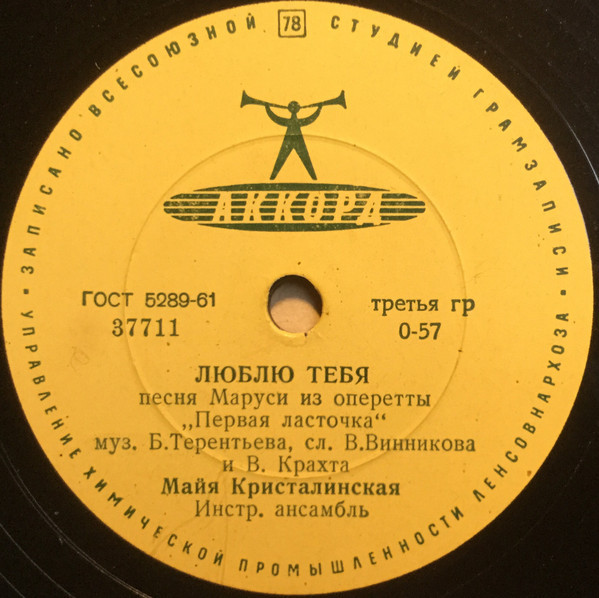 ЗАПИСАНО ВСЕСОЮЗНОЙ 78 СТУДИЕЙ ГРАМЗАПИСИ
АККОРД
ГОСТ 5289-61
третья гр
37711
0-57
ЛЮБЛЮ ТЕБЯ
песня Маруси из оперетты
„Первая ласточка“
муз. Б.Терентьева, сл. В.Винникова
и В. Крахта
Майя Кристалинская
Инстр. ансамбль
УПРАВЛЕНИЕ ХИМИЧЕСКОЙ ПРОМЫШЛЕННОСТИ ЛЕНСОВНАРХОЗА